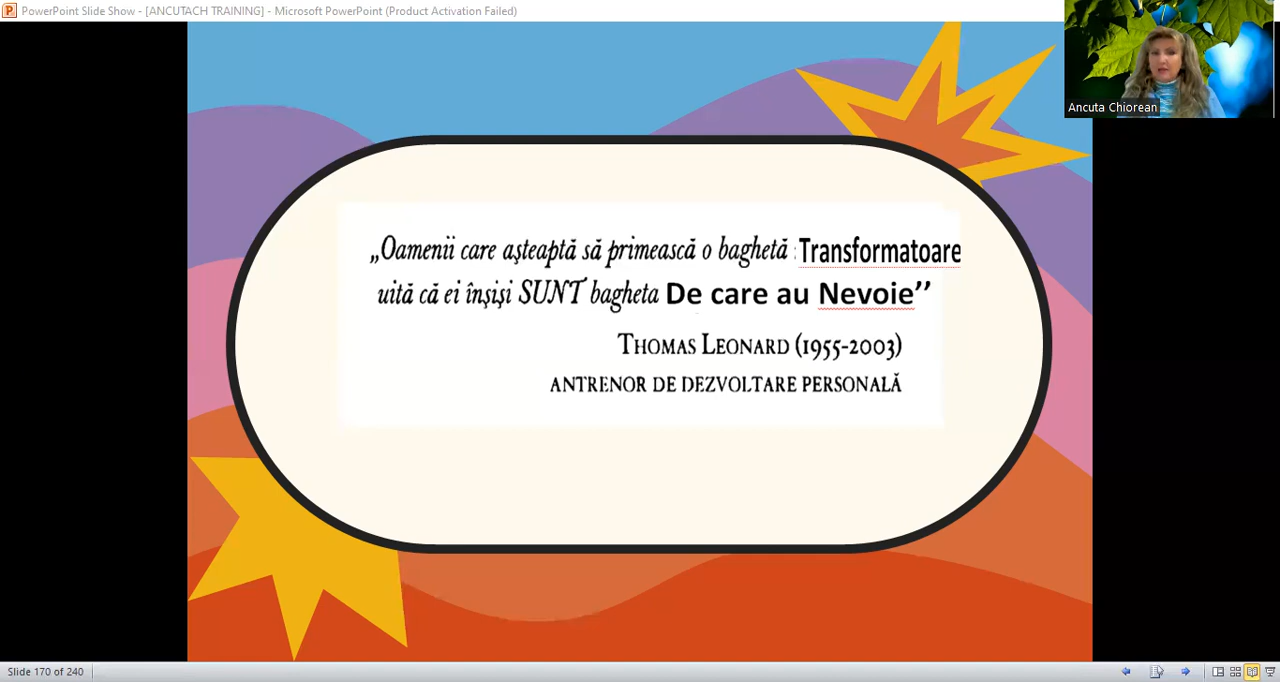 PowerPoint Slide Show - [ANCUTACH TRAINING] - Microsoft PowerPoint (Product Activation Failed)
Ancuta Chiorean
„Oamenii care aşteaptă să primească o baghetă Transformatoare
uită că ei înşişi SUNT bagheta De care au Nevoie’’
THOMAS LEONARD (1955-2003)
ANTRENOR DE DEZVOLTARE PERSONALĂ
Slide 170 of 240